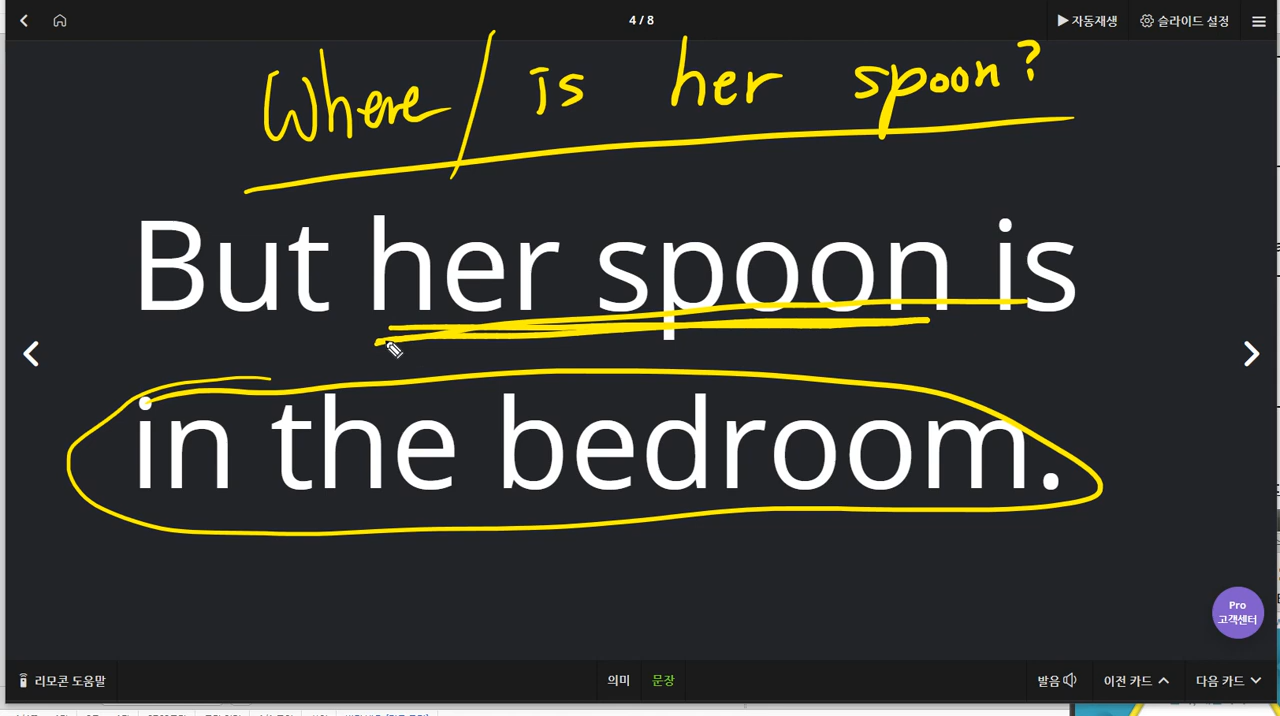 4 / 8
자동재생
슬라이드 설정
Where / is her spoon?
But her spoon is
in the bedroom.
Pro
고객센터
리모콘 도움말
의미
문장
발음
이전 카드
다음 카드